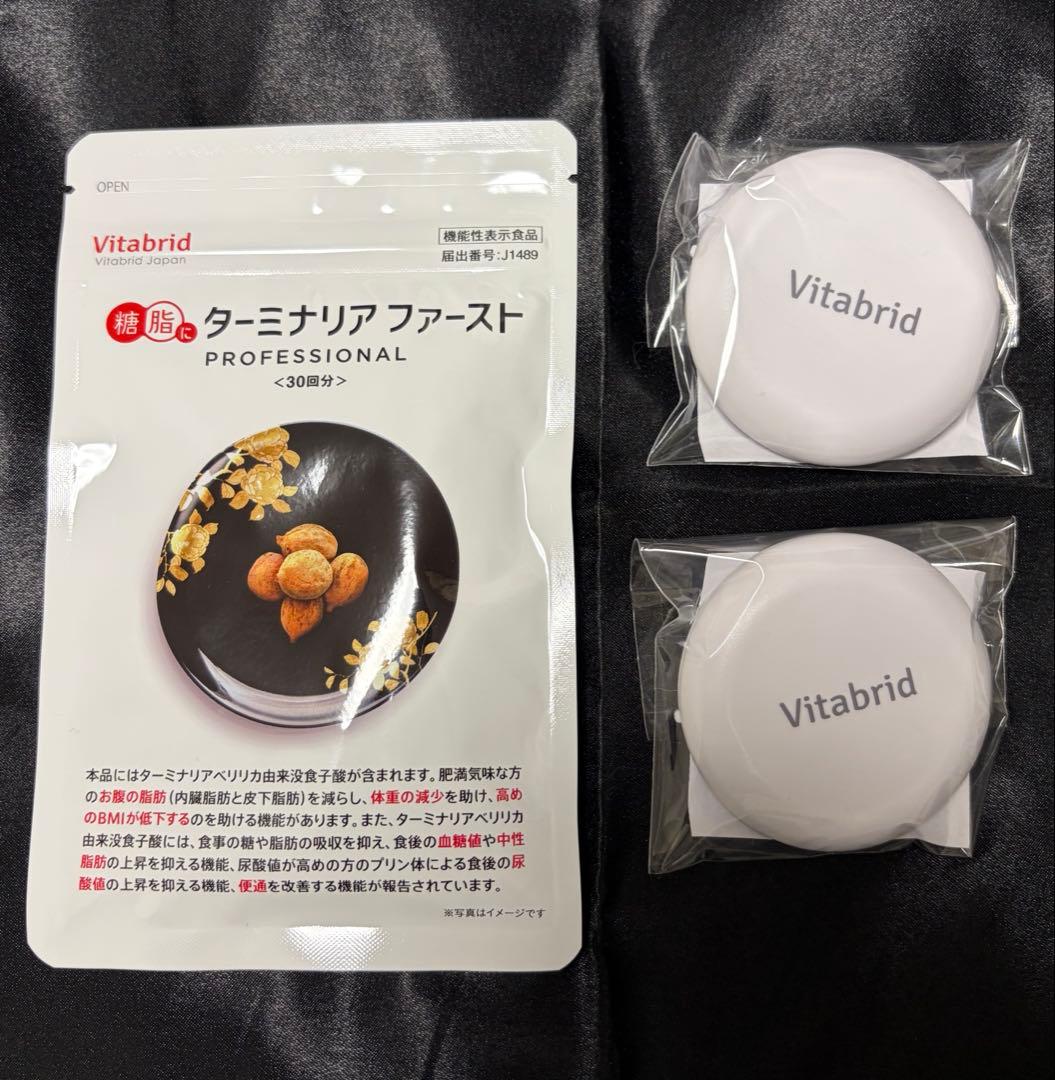 OPEN
Vitabrid
Vitabrid Japan
機能性表示食品
届出番号:J1489
糖脂に ターミナリア ファースト
PROFESSIONAL
<30回分>
本品にはターミナリアベリリカ由来没食子酸が含まれます。肥満気味な方
のお腹の脂肪(内臓脂肪と皮下脂肪)を減らし、体重の減少を助け、高め
のBMIが低下するのを助ける機能があります。また、ターミナリアベリリカ
由来没食子酸には、食事の糖や脂肪の吸収を抑え、食後の血糖値や中性
脂肪の上昇を抑える機能、尿酸値が高めの方のプリン体による食後の尿
酸値の上昇を抑える機能、便通を改善する機能が報告されています。
※写真はイメージです
Vitabrid
Vitabrid